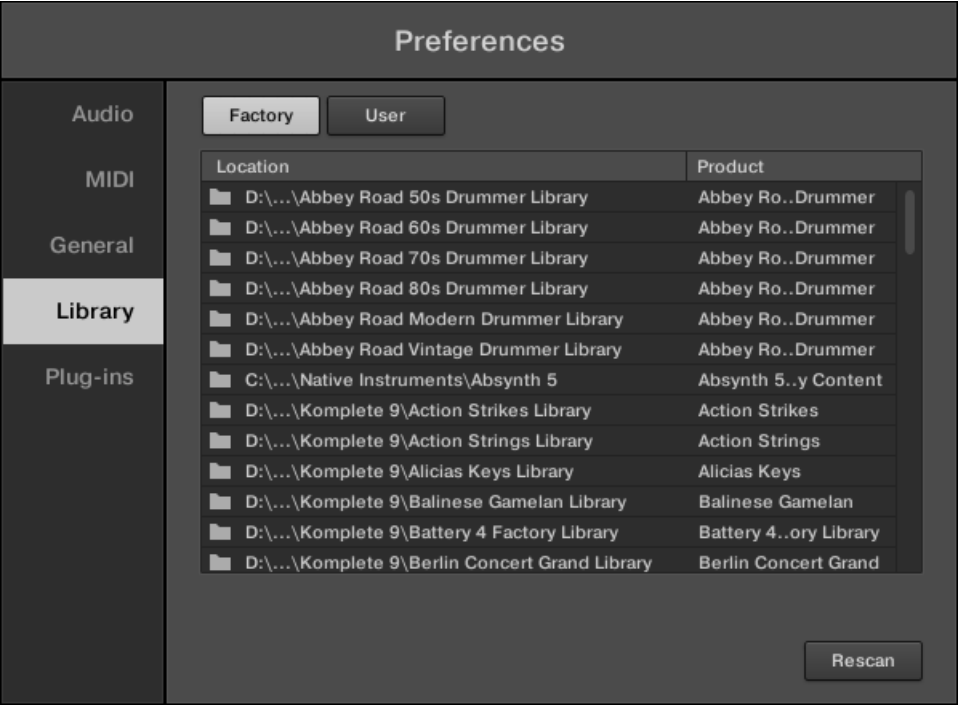 Preferences
Audio
MIDI
General
Library
Plug-ins
Factory User
Location Product
D:\...\Abbey Road 50s Drummer Library Abbey Ro..Drummer
D:\...\Abbey Road 60s Drummer Library Abbey Ro..Drummer
D:\...\Abbey Road 70s Drummer Library Abbey Ro..Drummer
D:\...\Abbey Road 80s Drummer Library Abbey Ro..Drummer
D:\...\Abbey Road Modern Drummer Library Abbey Ro..Drummer
D:\...\Abbey Road Vintage Drummer Library Abbey Ro..Drummer
C:\...\Native Instruments\Absynth 5 Absynth 5..y Content
D:\...\Komplete 9\Action Strikes Library Action Strikes
D:\...\Komplete 9\Action Strings Library Action Strings
D:\...\Komplete 9\Alicias Keys Library Alicias Keys
D:\...\Komplete 9\Balinese Gamelan Library Balinese Gamelan
D:\...\Komplete 9\Battery 4 Factory Library Battery 4..ory Library
D:\...\Komplete 9\Berlin Concert Grand Library Berlin Concert Grand
Rescan